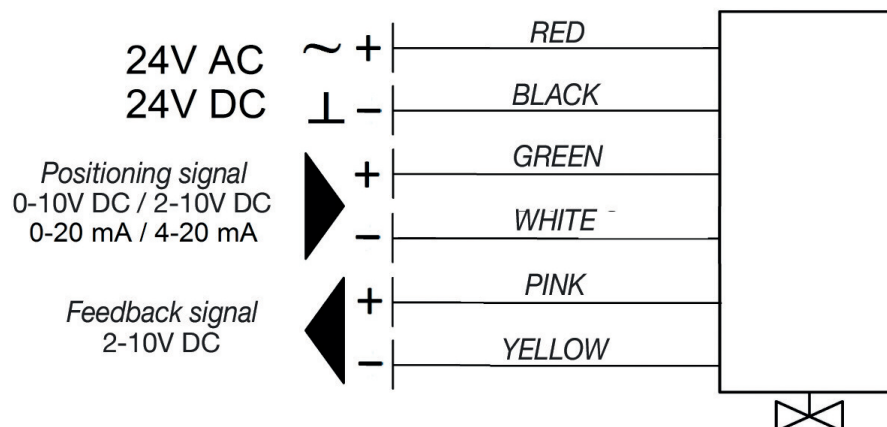 24V AC ~ + RED
24V DC ⊥ − BLACK
Positioning signal + GREEN
0-10V DC / 2-10V DC
0-20 mA / 4-20 mA − WHITE
Feedback signal + PINK
2-10V DC − YELLOW